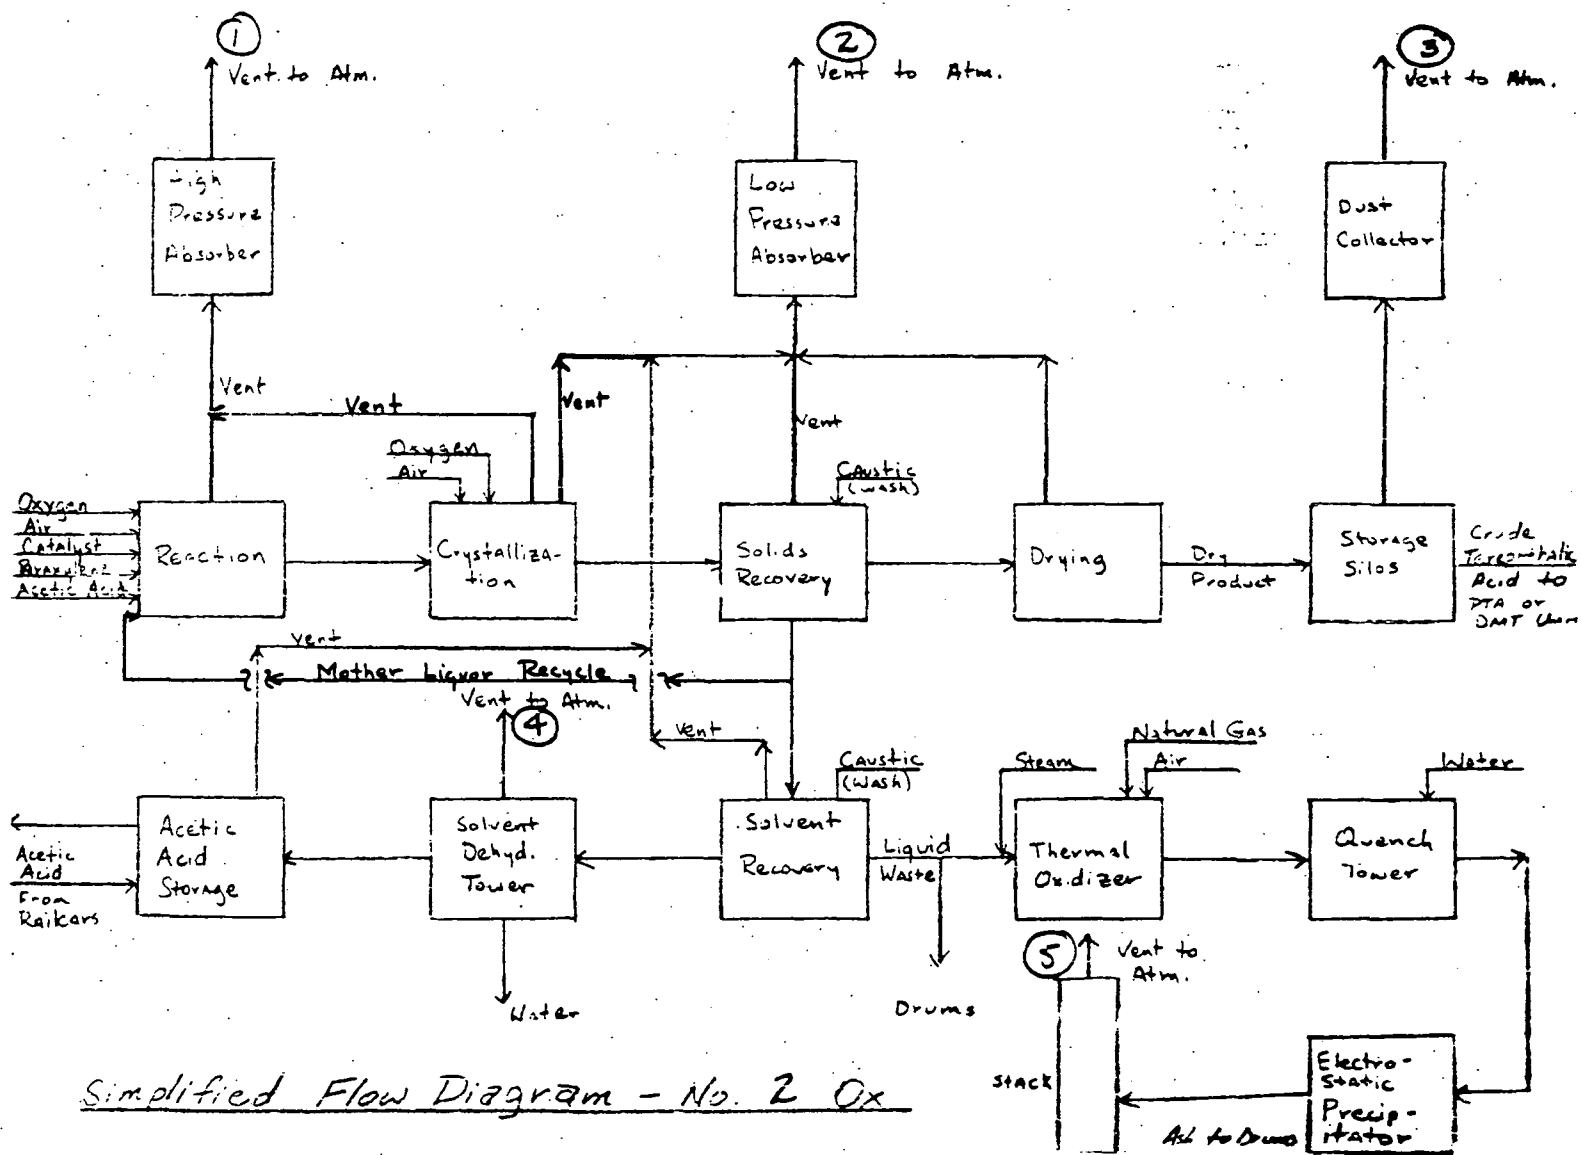 1
Vent to Atm.
2
Vent to Atm.
3
Vent to Atm.
High
Pressure
Absorber
Low
Pressure
Absorber
Dust
Collector
Vent
Vent
Vent
Vent
Oxygen
Air
Caustic
(Wash)
Oxygen
Air
Catalyst
Paraxylene
Acetic Acid
Reaction
Crystalliza-
tion
Solids
Recovery
Drying
Dry
Product
Storage
Silos
Crude
Terephthalic
Acid to
PTA or
DMT
Vent
Mother Liquor Recycle
Vent to Atm.
4
Vent
Caustic
(Wash)
Steam
Natural Gas
Air
Water
Acetic
Acid
From
Railcars
Acetic
Acid
Storage
Solvent
Dehyd.
Tower
Solvent
Recovery
Liquid
Waste
Thermal
Oxidizer
Quench
Tower
Water
Drums
5
Vent to
Atm.
Stack
Electro-
static
Precip-
itator
Ash to Drums
Simplified Flow Diagram - No. 2 Ox